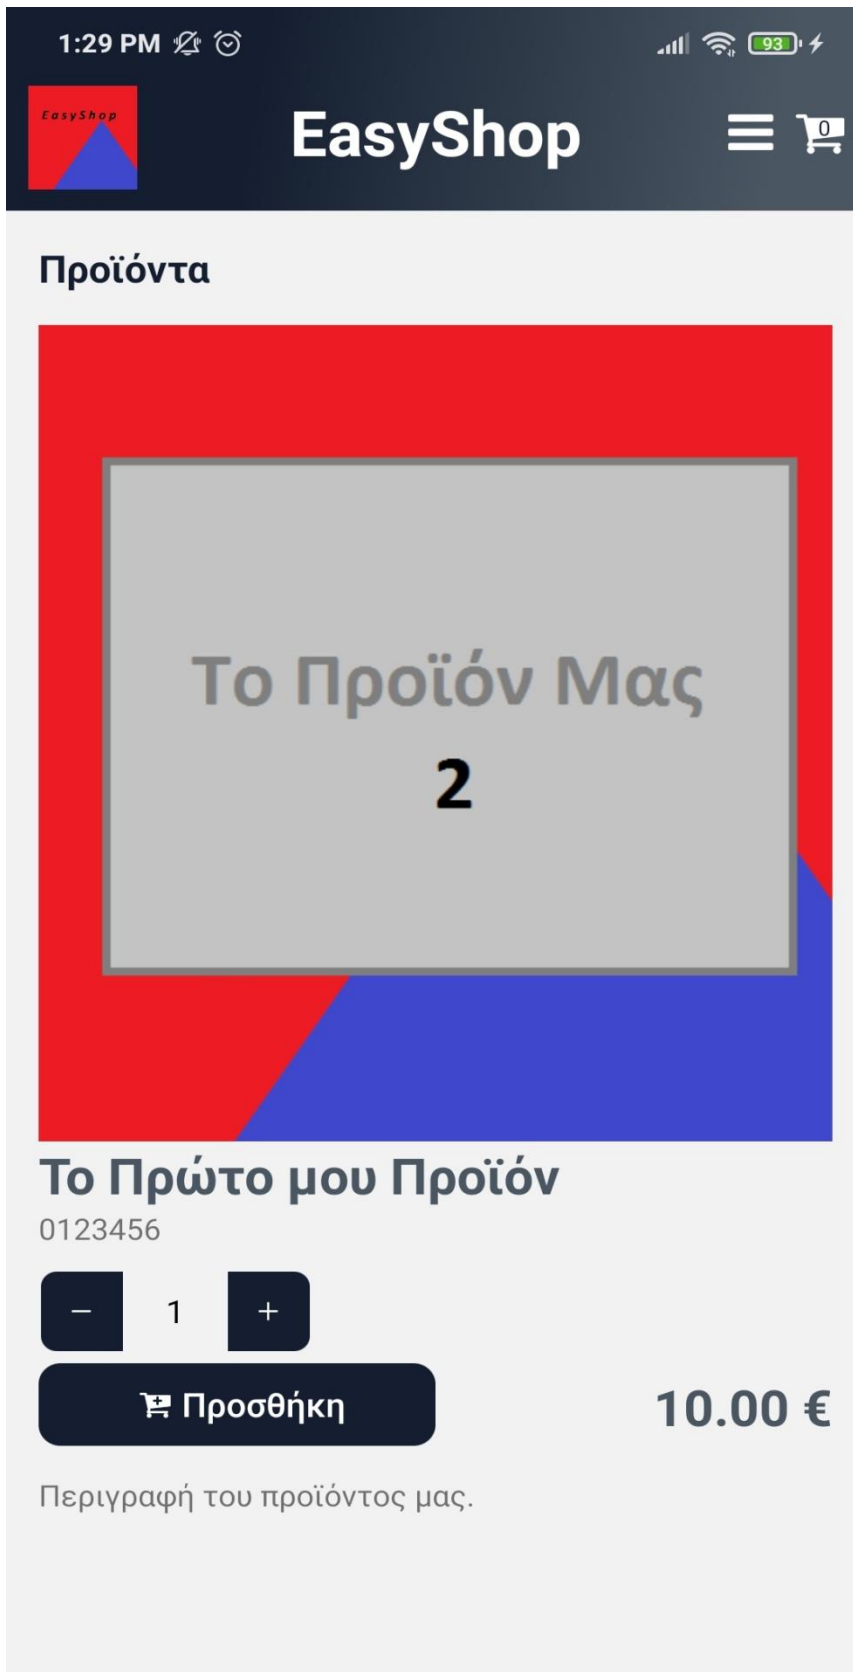 1:29 PM
93
EasyShop
EasyShop
0
Προϊόντα
Το Προϊόν Μας
2
Το Πρώτο μου Προϊόν
0123456
− 1 +
Προσθήκη
10.00 €
Περιγραφή του προϊόντος μας.